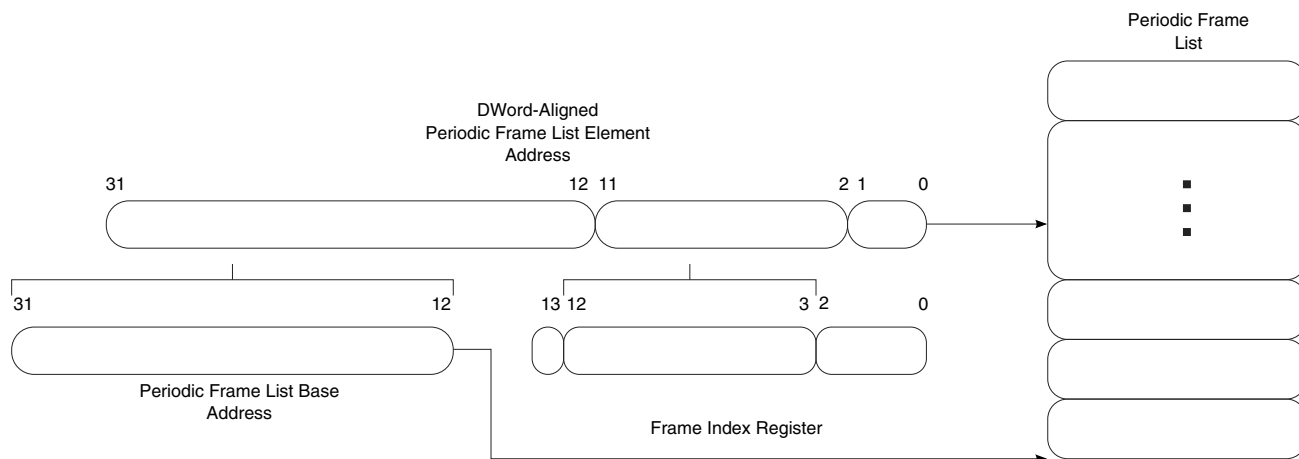 Periodic Frame
List
DWord-Aligned
Periodic Frame List Element
Address
31 12 11 2 1 0
31 12 13 12 3 2 0
Periodic Frame List Base
Address
Frame Index Register